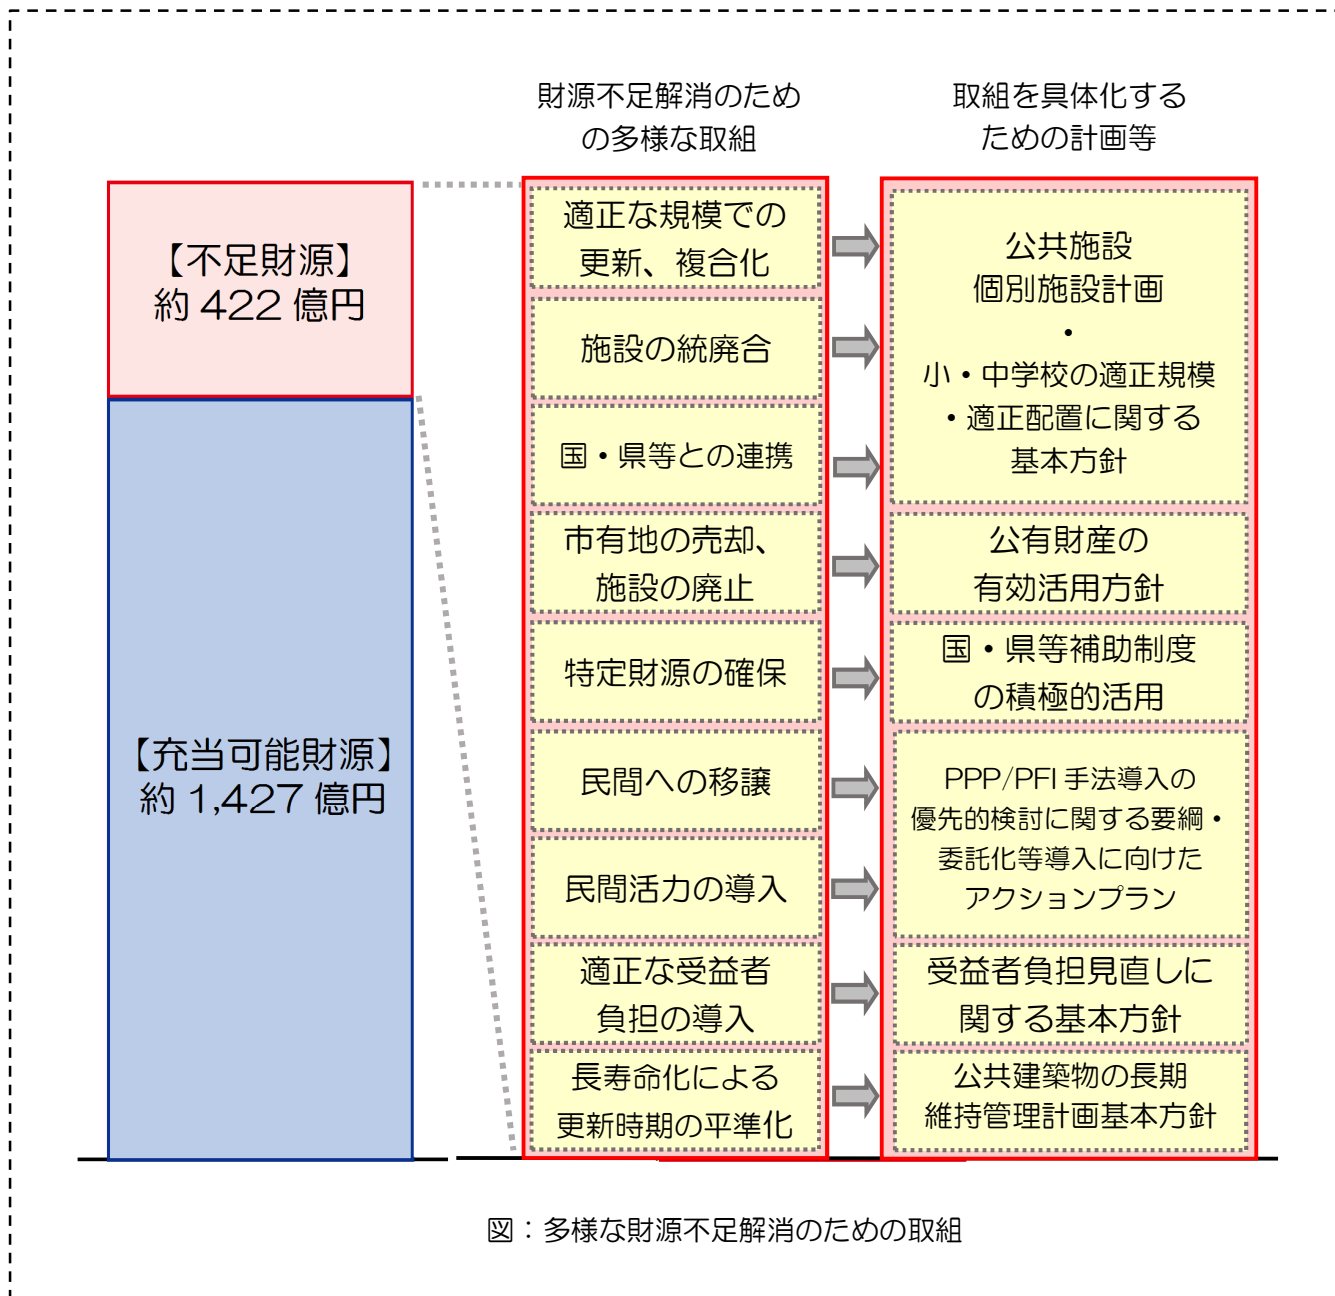 財源不足解消のため
の多様な取組
取組を具体化する
ための計画等
【不足財源】
約 422 億円
【充当可能財源】
約 1,427 億円
適正な規模での
更新、複合化
施設の統廃合
国・県等との連携
市有地の売却、
施設の廃止
特定財源の確保
民間への移譲
民間活力の導入
適正な受益者
負担の導入
長寿命化による
更新時期の平準化
公共施設
個別施設計画
・
小・中学校の適正規模
・適正配置に関する
基本方針
公有財産の
有効活用方針
国・県等補助制度
の積極的活用
PPP/PFI 手法導入の
優先的検討に関する要綱・
委託化等導入に向けた
アクションプラン
受益者負担見直しに
関する基本方針
公共建築物の長期
維持管理計画基本方針
図：多様な財源不足解消のための取組